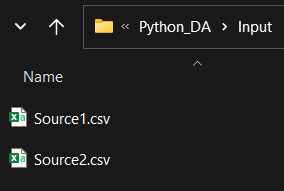 « Python_DA > Input
Name
Source1.csv
Source2.csv